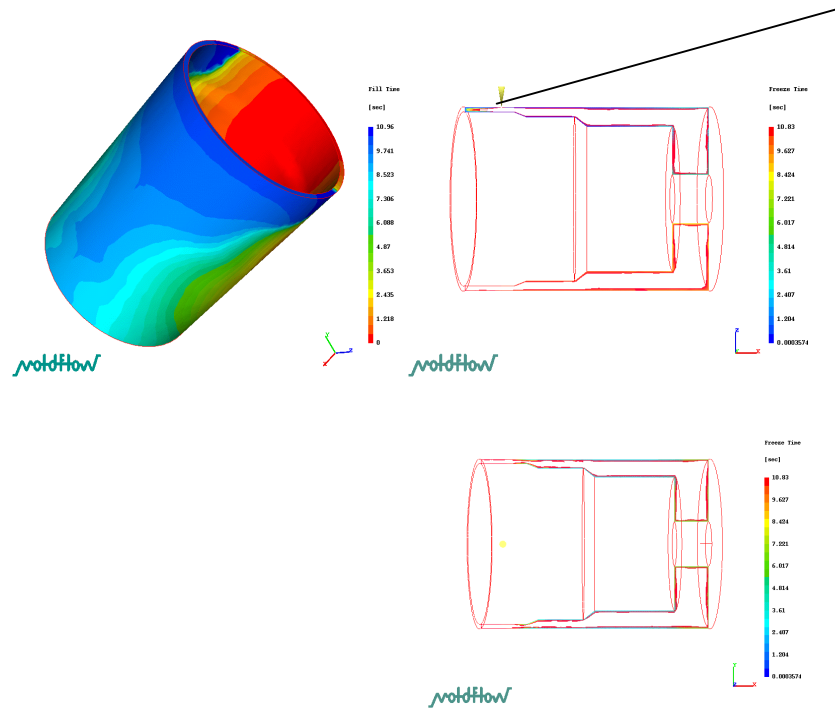 Fill Time
[sec]
10.96
9.741
8.523
7.306
6.088
4.87
3.653
2.435
1.218
0
y
z
x
moldflow
Freeze Time
[sec]
10.83
9.627
8.424
7.221
6.017
4.814
3.61
2.407
1.204
0.0003574
z
x
moldflow
Freeze Time
[sec]
10.83
9.627
8.424
7.221
6.017
4.814
3.61
2.407
1.204
0.0003574
y
z
x
moldflow